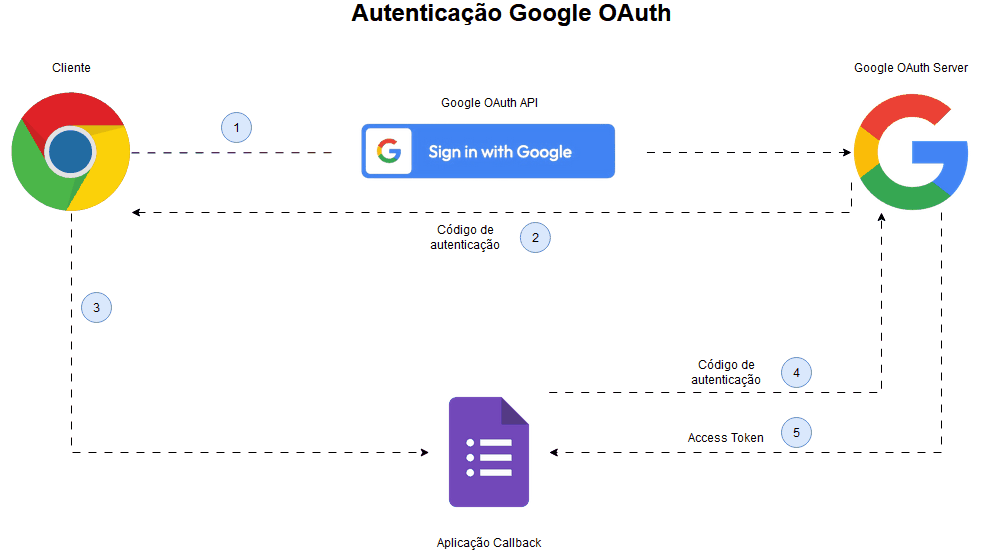 Autenticação Google OAuth
Cliente
Google OAuth Server
Google OAuth API
1
Sign in with Google
Código de
autenticação
2
3
Código de
autenticação
4
Access Token
5
Aplicação Callback